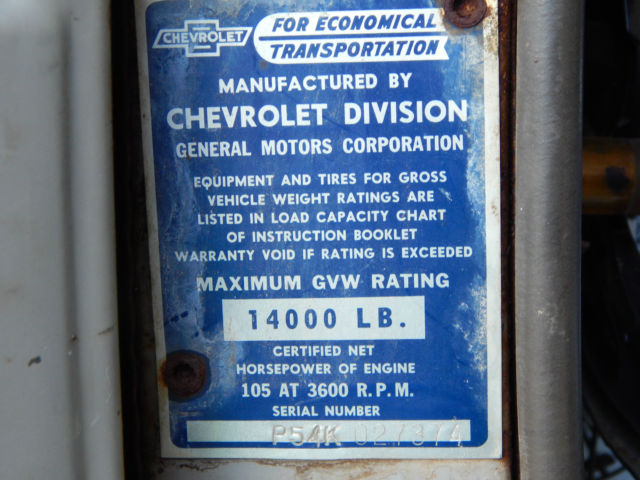 CHEVROLET
FOR ECONOMICAL
TRANSPORTATION
MANUFACTURED BY
CHEVROLET DIVISION
GENERAL MOTORS CORPORATION
EQUIPMENT AND TIRES FOR GROSS
VEHICLE WEIGHT RATINGS ARE
LISTED IN LOAD CAPACITY CHART
OF INSTRUCTION BOOKLET
WARRANTY VOID IF RATING IS EXCEEDED
MAXIMUM GVW RATING
14000 LB.
CERTIFIED NET
HORSEPOWER OF ENGINE
105 AT 3600 R.P.M.
SERIAL NUMBER
P54K 027374